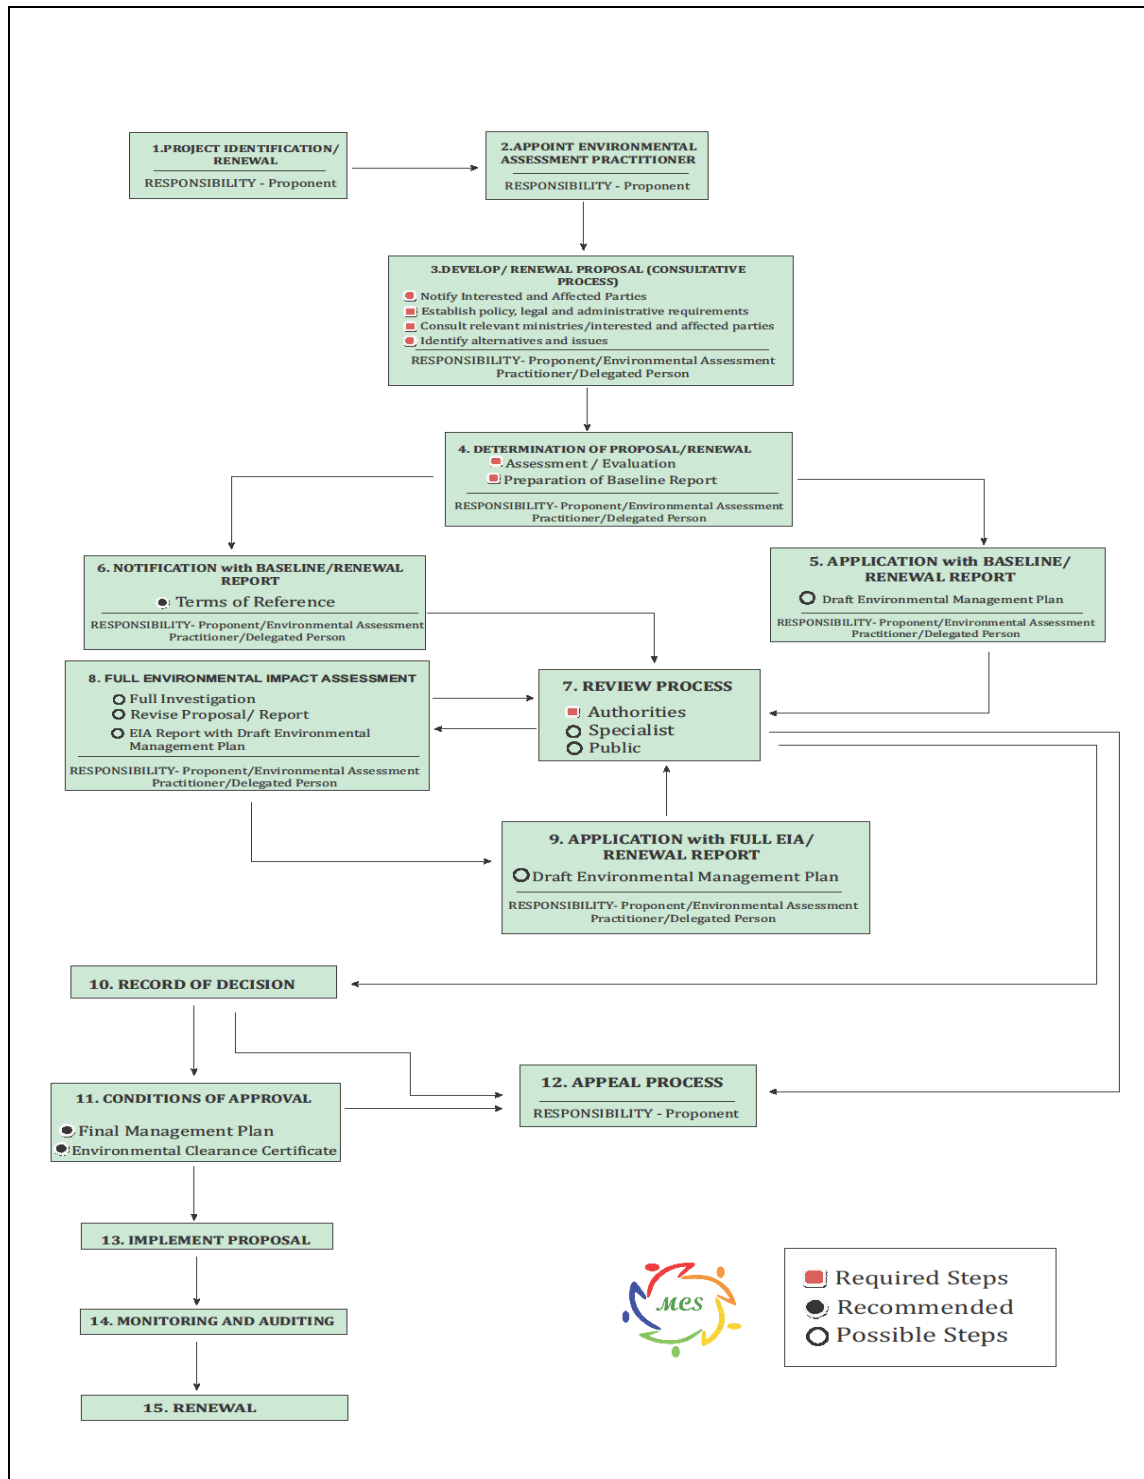 1.PROJECT IDENTIFICATION/
RENEWAL
RESPONSIBILITY - Proponent
2.APPOINT ENVIRONMENTAL
ASSESSMENT PRACTITIONER
RESPONSIBILITY - Proponent
3.DEVELOP/ RENEWAL PROPOSAL (CONSULTATIVE
PROCESS)
Notify Interested and Affected Parties
Establish policy, legal and administrative requirements
Consult relevant ministries/interested and affected parties
Identify alternatives and issues
RESPONSIBILITY- Proponent/Environmental Assessment
Practitioner/Delegated Person
4. DETERMINATION OF PROPOSAL/RENEWAL
Assessment / Evaluation
Preparation of Baseline Report
RESPONSIBILITY- Proponent/Environmental Assessment
Practitioner/Delegated Person
6. NOTIFICATION with BASELINE/RENEWAL
REPORT
Terms of Reference
RESPONSIBILITY- Proponent/Environmental Assessment
Practitioner/Delegated Person
5. APPLICATION with BASELINE/
RENEWAL REPORT
Draft Environmental Management Plan
RESPONSIBILITY- Proponent/Environmental Assessment
Practitioner/Delegated Person
8. FULL ENVIRONMENTAL IMPACT ASSESSMENT
Full Investigation
Revise Proposal/ Report
EIA Report with Draft Environmental
Management Plan
RESPONSIBILITY- Proponent/Environmental Assessment
Practitioner/Delegated Person
7. REVIEW PROCESS
Authorities
Specialist
Public
9. APPLICATION with FULL EIA/
RENEWAL REPORT
Draft Environmental Management Plan
RESPONSIBILITY- Proponent/Environmental Assessment
Practitioner/Delegated Person
10. RECORD OF DECISION
11. CONDITIONS OF APPROVAL
Final Management Plan
Environmental Clearance Certificate
12. APPEAL PROCESS
RESPONSIBILITY - Proponent
13. IMPLEMENT PROPOSAL
14. MONITORING AND AUDITING
15. RENEWAL
MCS
Required Steps
Recommended
Possible Steps